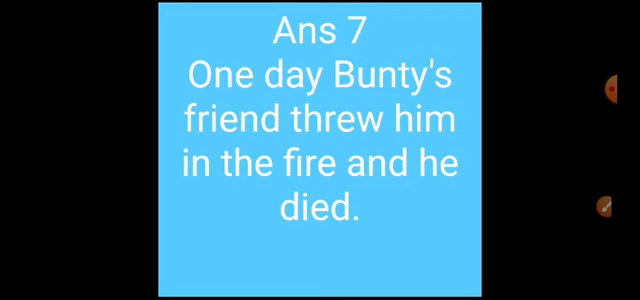 Ans 7
One day Bunty's
friend threw him
in the fire and he
died.